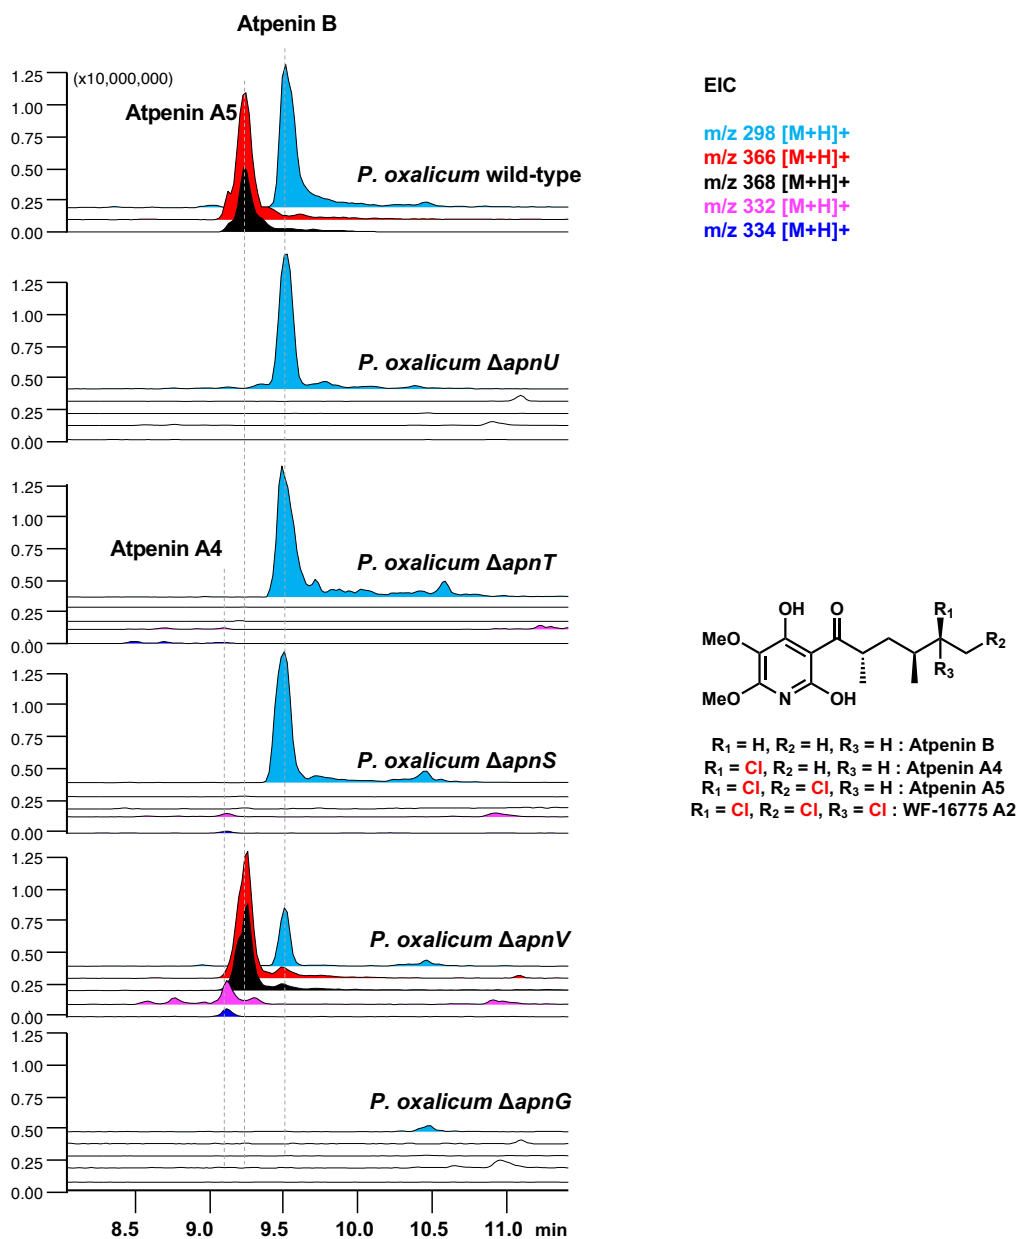 Atpenin B
1.25
(x10,000,000)
1.00
Atpenin A5
0.75
0.50
P. oxalicum wild-type
0.25
0.00
EIC
m/z 298 [M+H]+
m/z 366 [M+H]+
m/z 368 [M+H]+
m/z 332 [M+H]+
m/z 334 [M+H]+
1.25
1.00
0.75
P. oxalicum ΔapnU
0.50
0.25
0.00
1.25
1.00
0.75
Atpenin A4
P. oxalicum ΔapnT
0.50
0.25
0.00
1.25
1.00
0.75
P. oxalicum ΔapnS
0.50
0.25
0.00
OH
O
R1
MeO
R2
R3
MeO
N
OH
R1 = H, R2 = H, R3 = H : Atpenin B
R1 = Cl, R2 = H, R3 = H : Atpenin A4
R1 = Cl, R2 = Cl, R3 = H : Atpenin A5
R1 = Cl, R2 = Cl, R3 = Cl : WF-16775 A2
1.25
1.00
0.75
P. oxalicum ΔapnV
0.50
0.25
0.00
1.25
1.00
0.75
P. oxalicum ΔapnG
0.50
0.25
0.00
8.5 9.0 9.5 10.0 10.5 11.0 min